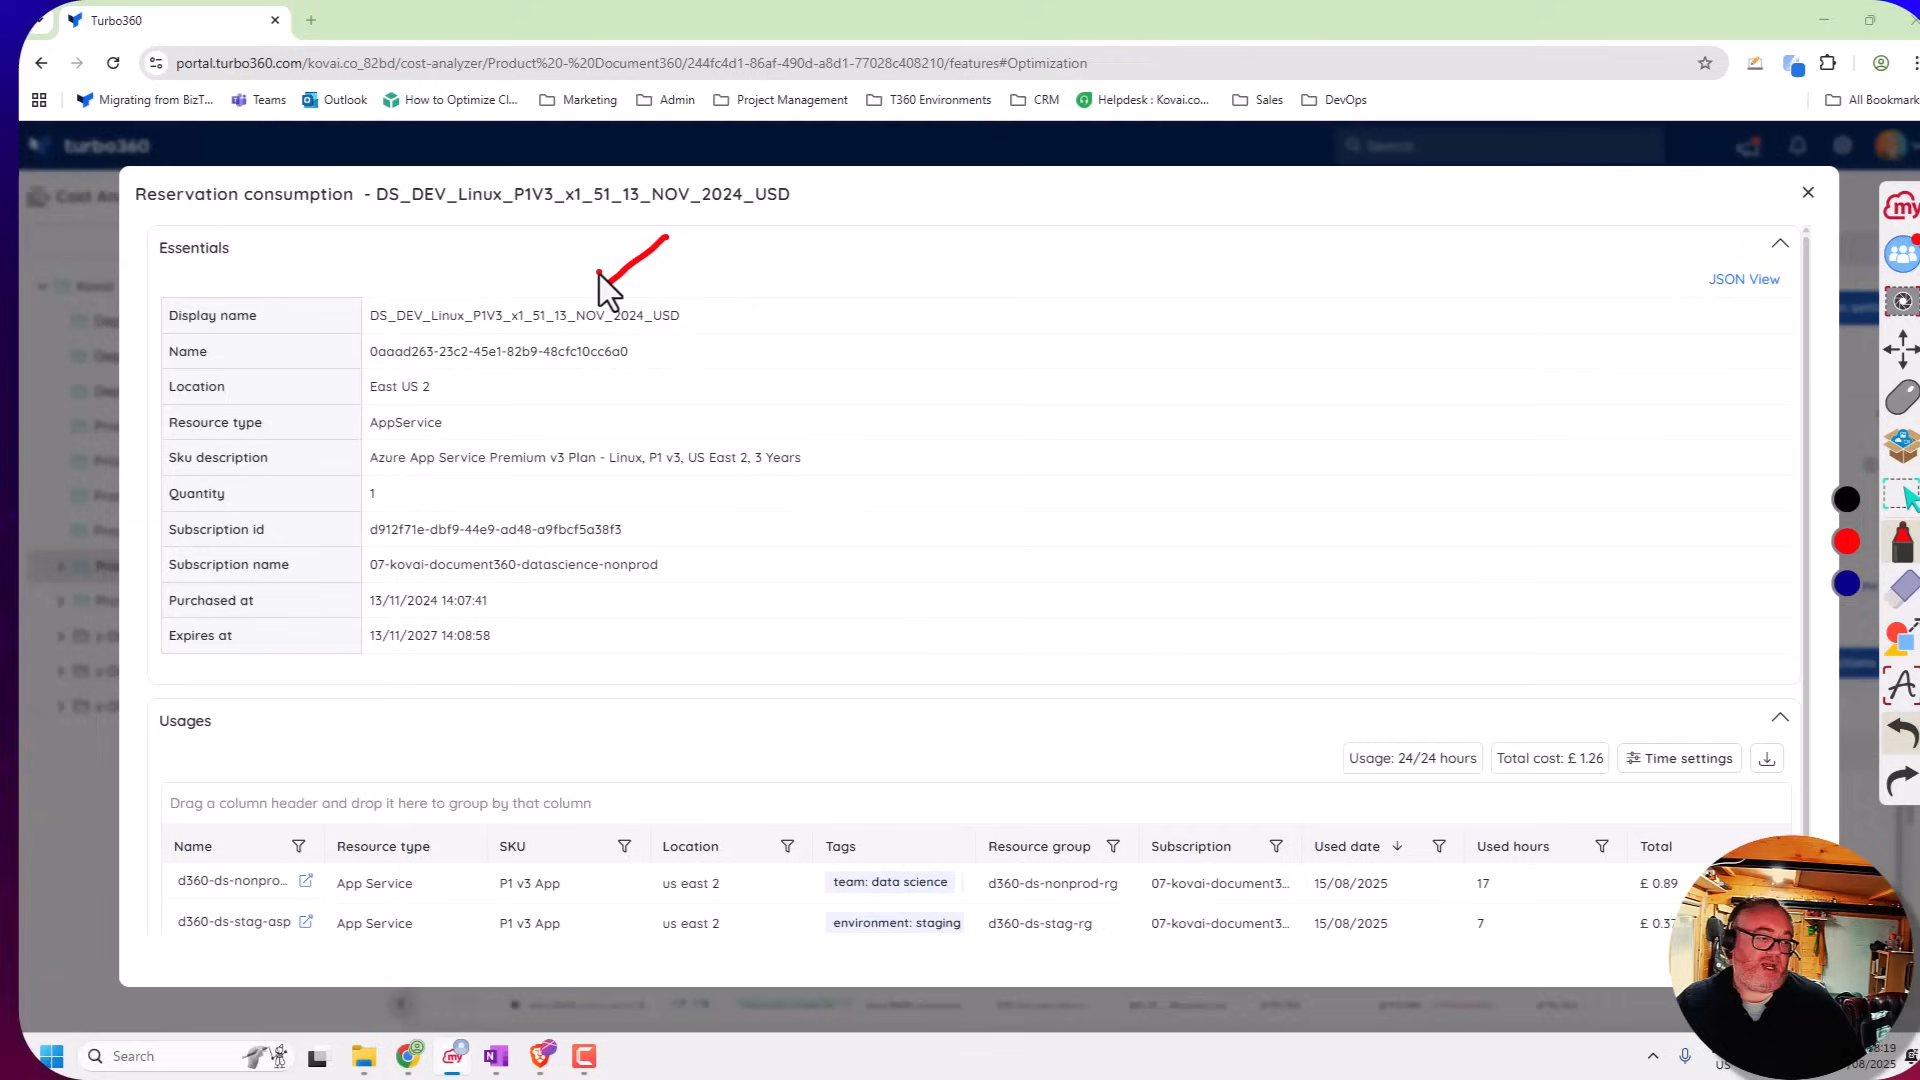 Turbo360
portal.turbo360.com/kovai.co_82bd/cost-analyzer/Product%20-%20Document360/244fc4d1-86af-490d-a8d1-77028c408210/features#Optimization
Migrating from BizT... Teams Outlook How to Optimize Cl... Marketing Admin Project Management T360 Environments CRM Helpdesk : Kovai.co... Sales DevOps All Bookmark
turbo360 Search
Cost An
Reservation consumption - DS_DEV_Linux_P1V3_x1_51_13_NOV_2024_USD
Essentials
JSON View
Display name DS_DEV_Linux_P1V3_x1_51_13_NOV_2024_USD
Name 0aaad263-23c2-45e1-82b9-48cfc10cc6a0
Location East US 2
Resource type AppService
Sku description Azure App Service Premium v3 Plan - Linux, P1 v3, US East 2, 3 Years
Quantity 1
Subscription id d912f71e-dbf9-44e9-ad48-a9fbcf5a38f3
Subscription name 07-kovai-document360-datascience-nonprod
Purchased at 13/11/2024 14:07:41
Expires at 13/11/2027 14:08:58
Usages
Usage: 24/24 hours Total cost: £ 1.26 Time settings
Drag a column header and drop it here to group by that column
Name Resource type SKU Location Tags Resource group Subscription Used date Used hours Total
d360-ds-nonpro... App Service P1 v3 App us east 2 team: data science d360-ds-nonprod-rg 07-kovai-document3... 15/08/2025 17 £ 0.89
d360-ds-stag-asp App Service P1 v3 App us east 2 environment: staging d360-ds-stag-rg 07-kovai-document3... 15/08/2025 7 £ 0.37
Search